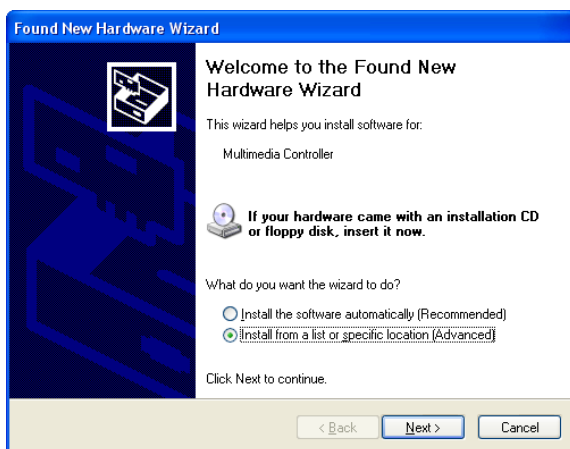 Found New Hardware Wizard
Welcome to the Found New
Hardware Wizard
This wizard helps you install software for:
Multimedia Controller
If your hardware came with an installation CD
or floppy disk, insert it now.
What do you want the wizard to do?
Install the software automatically (Recommended)
Install from a list or specific location (Advanced)
Click Next to continue.
< Back Next > Cancel